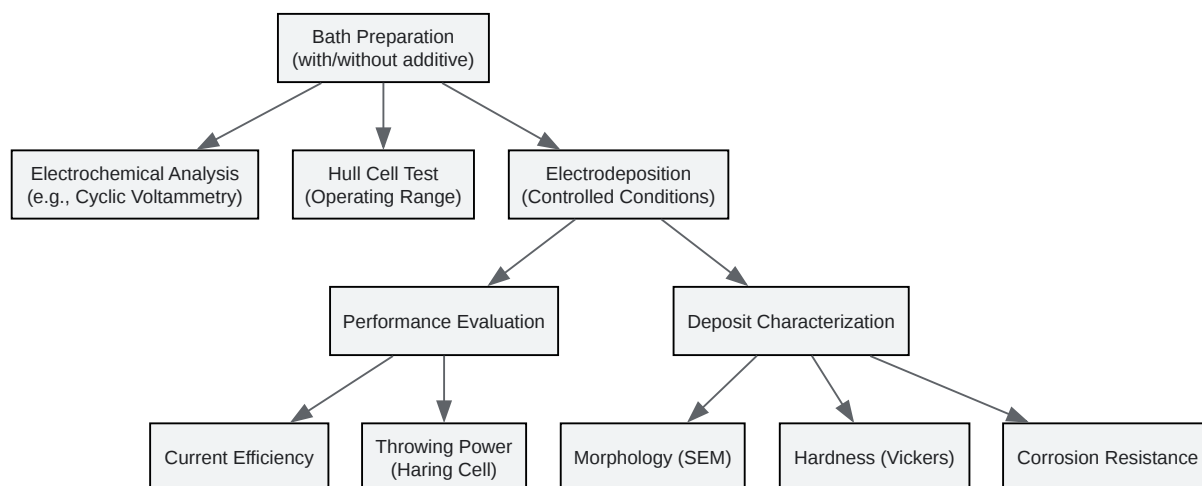 Bath Preparation
(with/without additive)
Electrochemical Analysis
(e.g., Cyclic Voltammetry)
Hull Cell Test
(Operating Range)
Electrodeposition
(Controlled Conditions)
Performance Evaluation
Deposit Characterization
Current Efficiency
Throwing Power
(Haring Cell)
Morphology (SEM)
Hardness (Vickers)
Corrosion Resistance